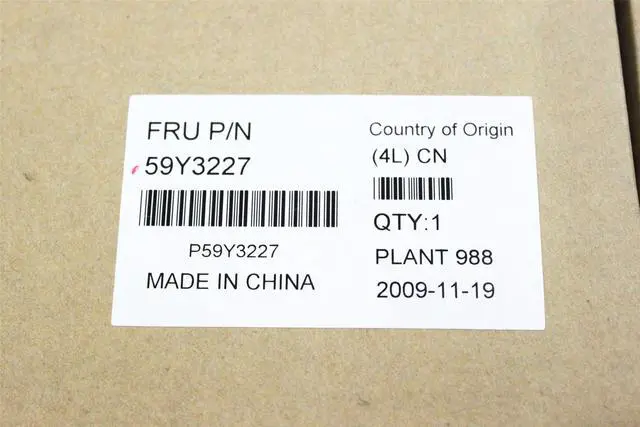 FRU P/N
59Y3227
P59Y3227
MADE IN CHINA
Country of Origin
(4L) CN
QTY:1
PLANT 988
2009-11-19